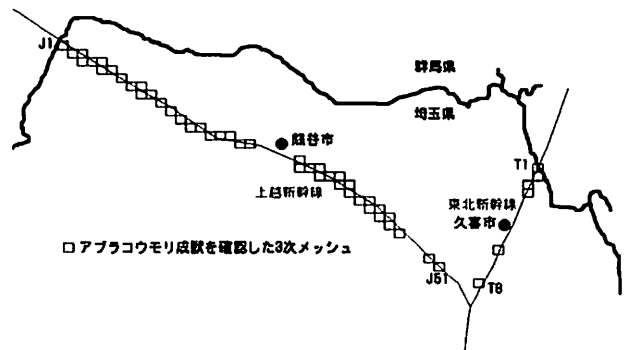 J1
群馬県
埼玉県
熊谷市
T1
上越新幹線
東北新幹線
久喜市
□アブラコウモリ成獣を確認した3次メッシュ
J51
T8